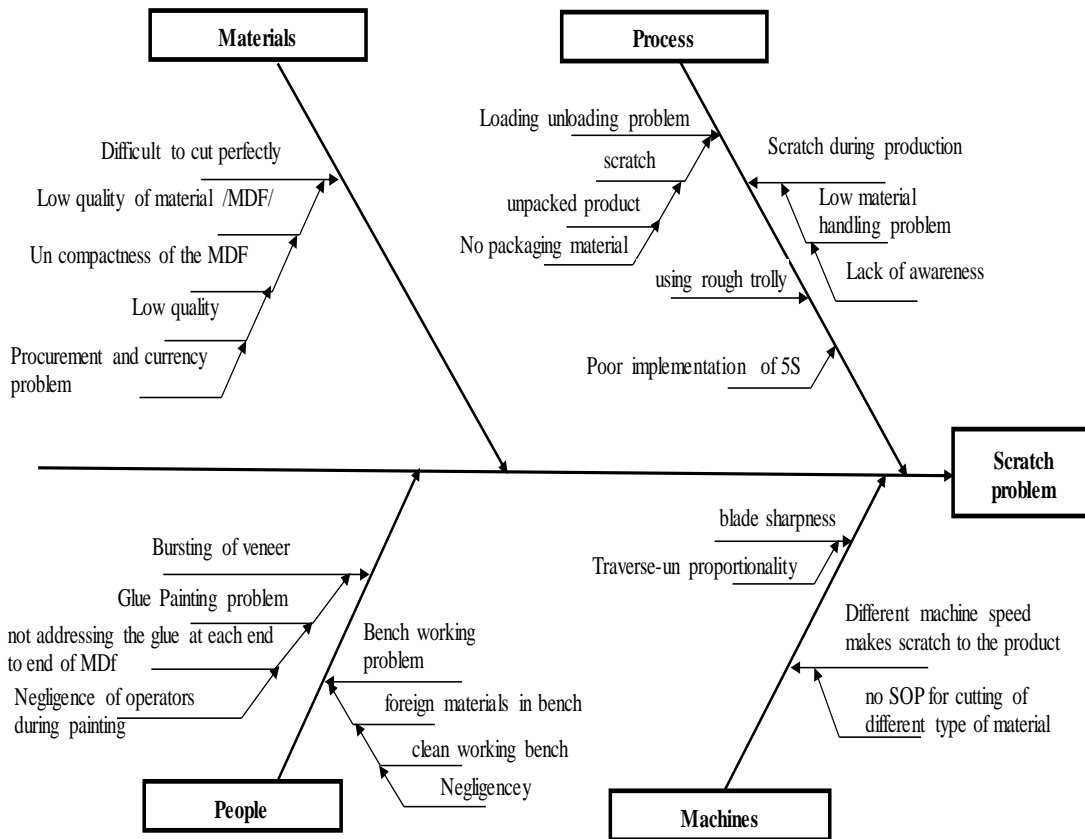 Materials
Process
Loading unloading problem
scratch
unpacked product
No packaging material
Scratch during production
Low material
handling problem
Lack of awareness
using rough trolly
Poor implementation of 5S
Difficult to cut perfectly
Low quality of material /MDF/
Un compactness of the MDF
Low quality
Procurement and currency
problem
Scratch
problem
Bursting of veneer
Glue Painting problem
not addressing the glue at each end
to end of MDf
Negligence of operators
during painting
Bench working
problem
foreign materials in bench
clean working bench
Negligencey
blade sharpness
Traverse-un proportionality
Different machine speed
makes scratch to the product
no SOP for cutting of
different type of material
People
Machines